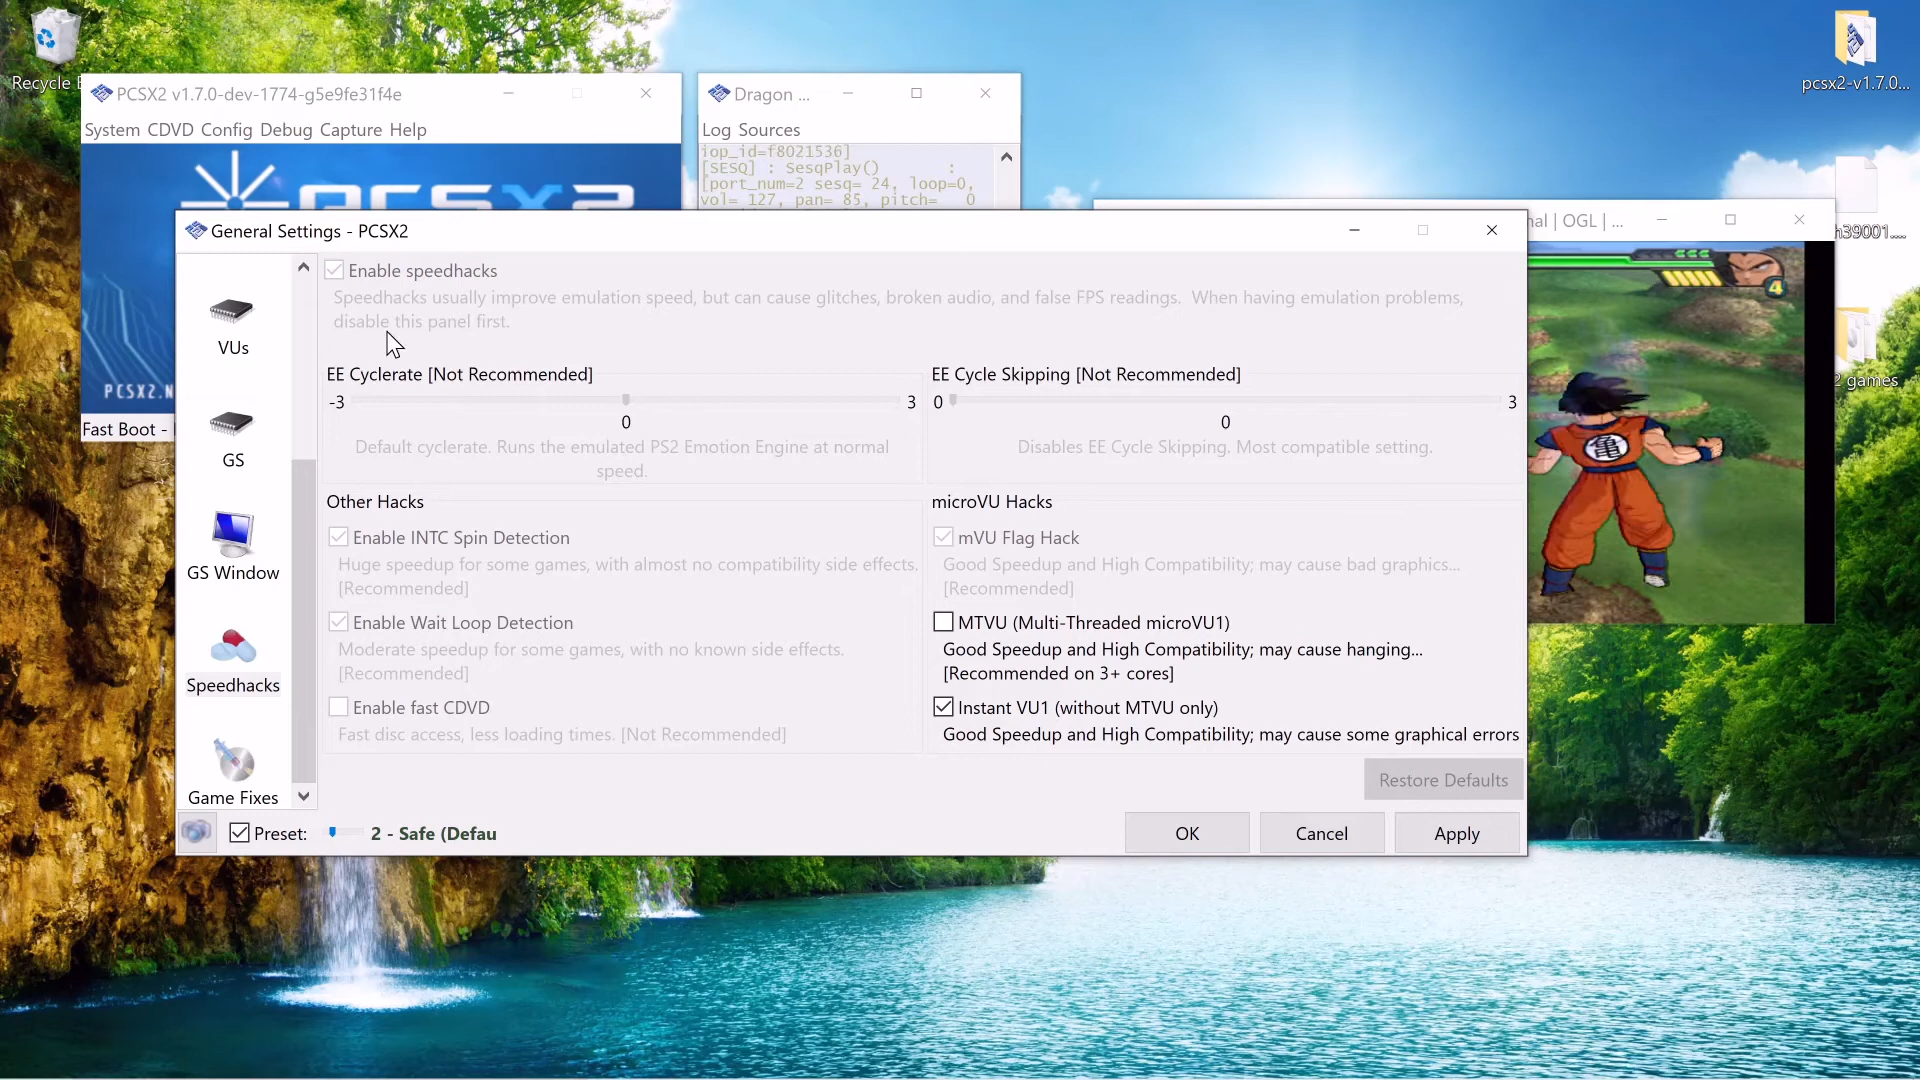 Recycle
pcsx2-v1.7.0...
PCSX2 v1.7.0-dev-1774-g5e9fe31f4e
Dragon ...
System CDVD Config Debug Capture Help
Log Sources
iop_id=f8021536]
[SESQ] : SesqPlay() :
[port_num=2 sesq= 24, loop=0,
vol= 127, pan= 85, pitch= 0
PCSX2
nal | OGL | ...
h39001....
4
2 games
PCSX2.N
Fast Boot -
General Settings - PCSX2
VUs
GS
GS Window
Speedhacks
Game Fixes
Enable speedhacks
Speedhacks usually improve emulation speed, but can cause glitches, broken audio, and false FPS readings. When having emulation problems,
disable this panel first.
EE Cyclerate [Not Recommended]
-3
3
0
Default cyclerate. Runs the emulated PS2 Emotion Engine at normal
speed.
EE Cycle Skipping [Not Recommended]
0
3
0
Disables EE Cycle Skipping. Most compatible setting.
Other Hacks
Enable INTC Spin Detection
Huge speedup for some games, with almost no compatibility side effects.
[Recommended]
Enable Wait Loop Detection
Moderate speedup for some games, with no known side effects.
[Recommended]
Enable fast CDVD
Fast disc access, less loading times. [Not Recommended]
microVU Hacks
mVU Flag Hack
Good Speedup and High Compatibility; may cause bad graphics...
[Recommended]
MTVU (Multi-Threaded microVU1)
Good Speedup and High Compatibility; may cause hanging...
[Recommended on 3+ cores]
Instant VU1 (without MTVU only)
Good Speedup and High Compatibility; may cause some graphical errors
Restore Defaults
Preset:
2 - Safe (Defau
OK
Cancel
Apply